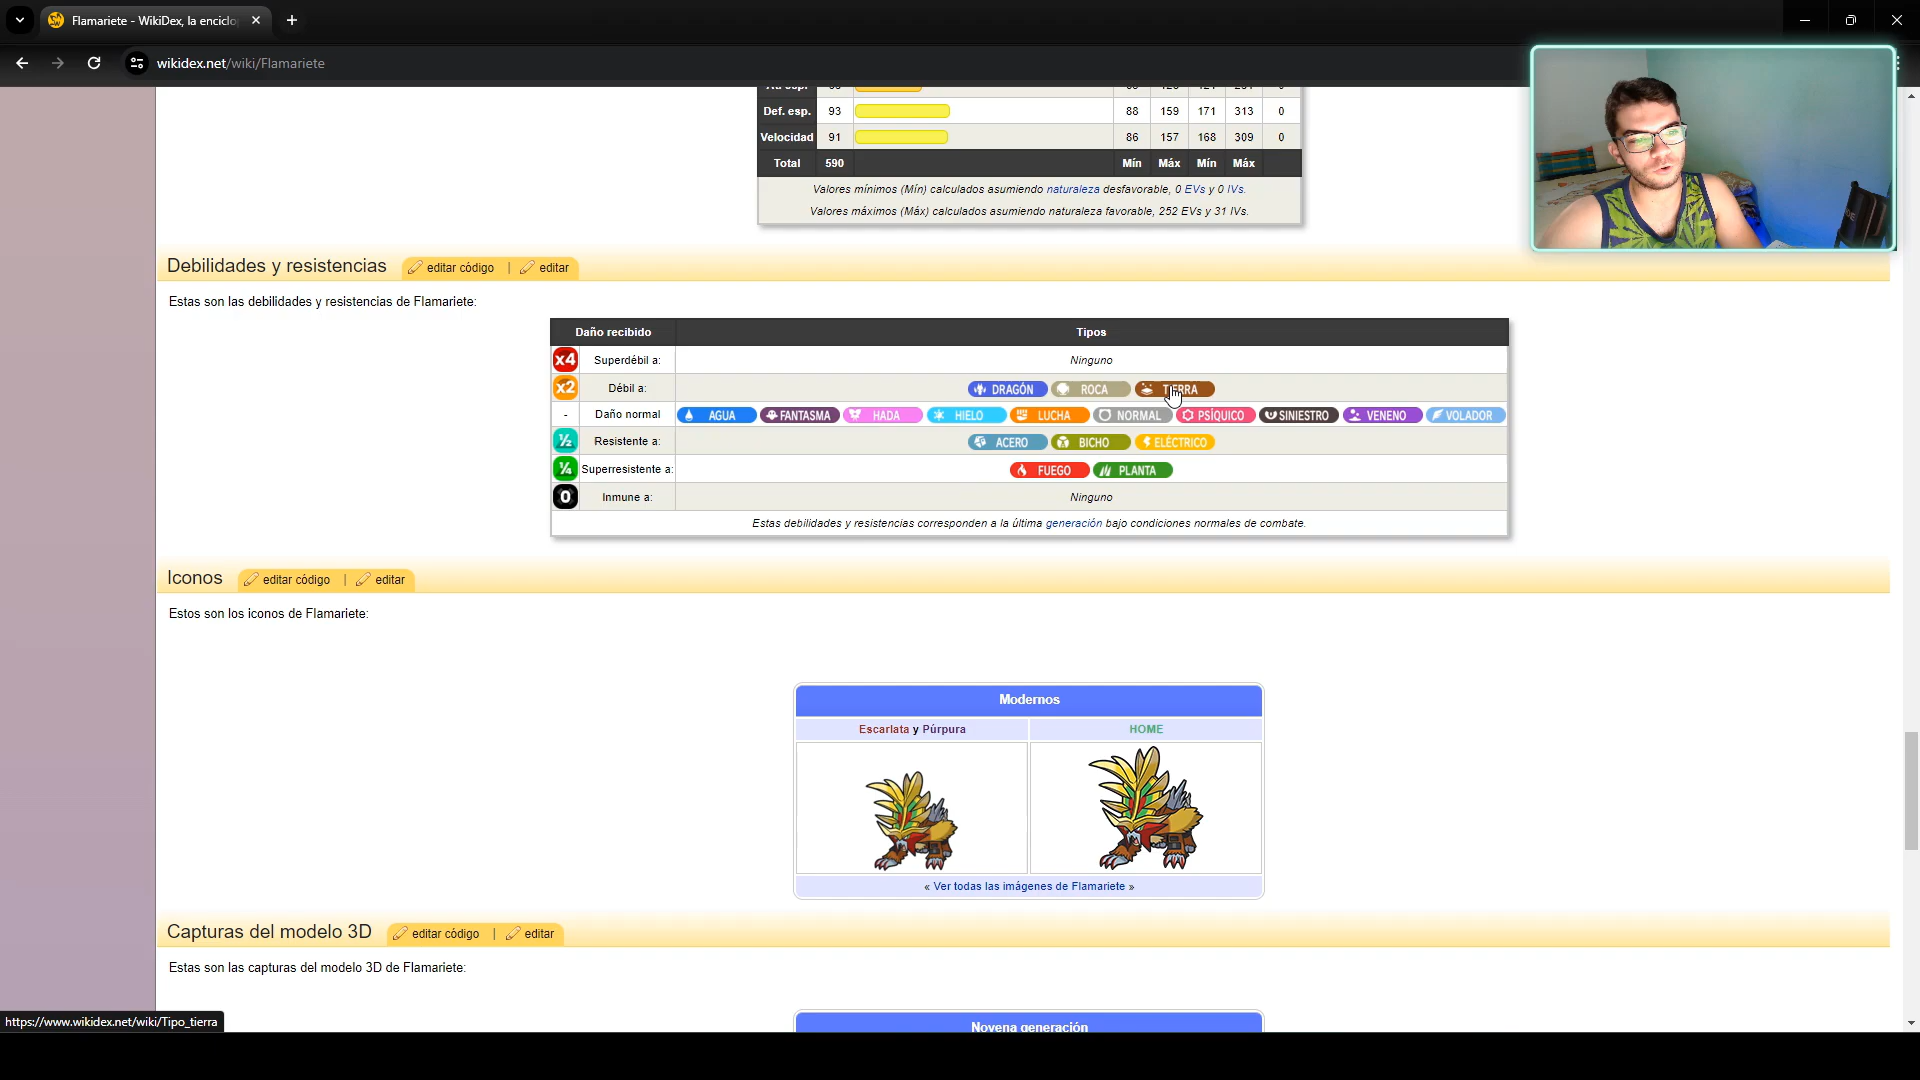 Flamariete - WikiDex, la enciclo
wikidex.net/wiki/Flamariete
Def. esp. 93 88 159 171 313 0
Velocidad 91 86 157 168 309 0
Total 590 Mín Máx Mín Máx
Valores mínimos (Mín) calculados asumiendo naturaleza desfavorable, 0 EVs y 0 IVs.
Valores máximos (Máx) calculados asumiendo naturaleza favorable, 252 EVs y 31 IVs.
Debilidades y resistencias editar código | editar
Estas son las debilidades y resistencias de Flamariete:
Daño recibido Tipos
x4 Superdébil a: Ninguno
x2 Débil a: DRAGÓN ROCA TIERRA
- Daño normal AGUA FANTASMA HADA HIELO LUCHA NORMAL PSÍQUICO SINIESTRO VENENO VOLADOR
½ Resistente a: ACERO BICHO ELÉCTRICO
¼ Superresistente a: FUEGO PLANTA
0 Inmune a: Ninguno
Estas debilidades y resistencias corresponden a la última generación bajo condiciones normales de combate.
Iconos editar código | editar
Estos son los iconos de Flamariete:
Modernos
Escarlata y Púrpura HOME
« Ver todas las imágenes de Flamariete »
Capturas del modelo 3D editar código | editar
Estas son las capturas del modelo 3D de Flamariete:
Novena generación
https://www.wikidex.net/wiki/Tipo_tierra